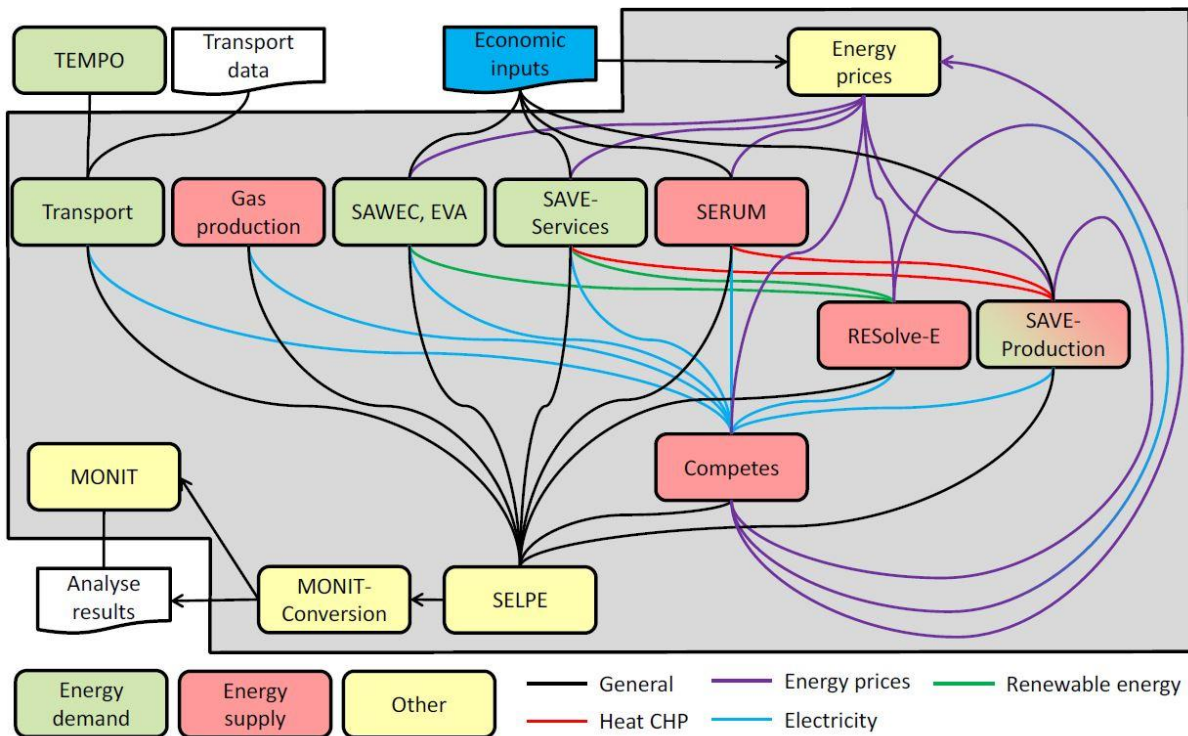 TEMPO
Transport
data
Economic
inputs
Energy
prices
Transport
Gas
production
SAWEC, EVA
SAVE-
Services
SERUM
RESolve-E
SAVE-
Production
Competes
MONIT
Analyse
results
MONIT-
Conversion
SELPE
Energy
demand
Energy
supply
Other
General
Energy prices
Renewable energy
Heat CHP
Electricity